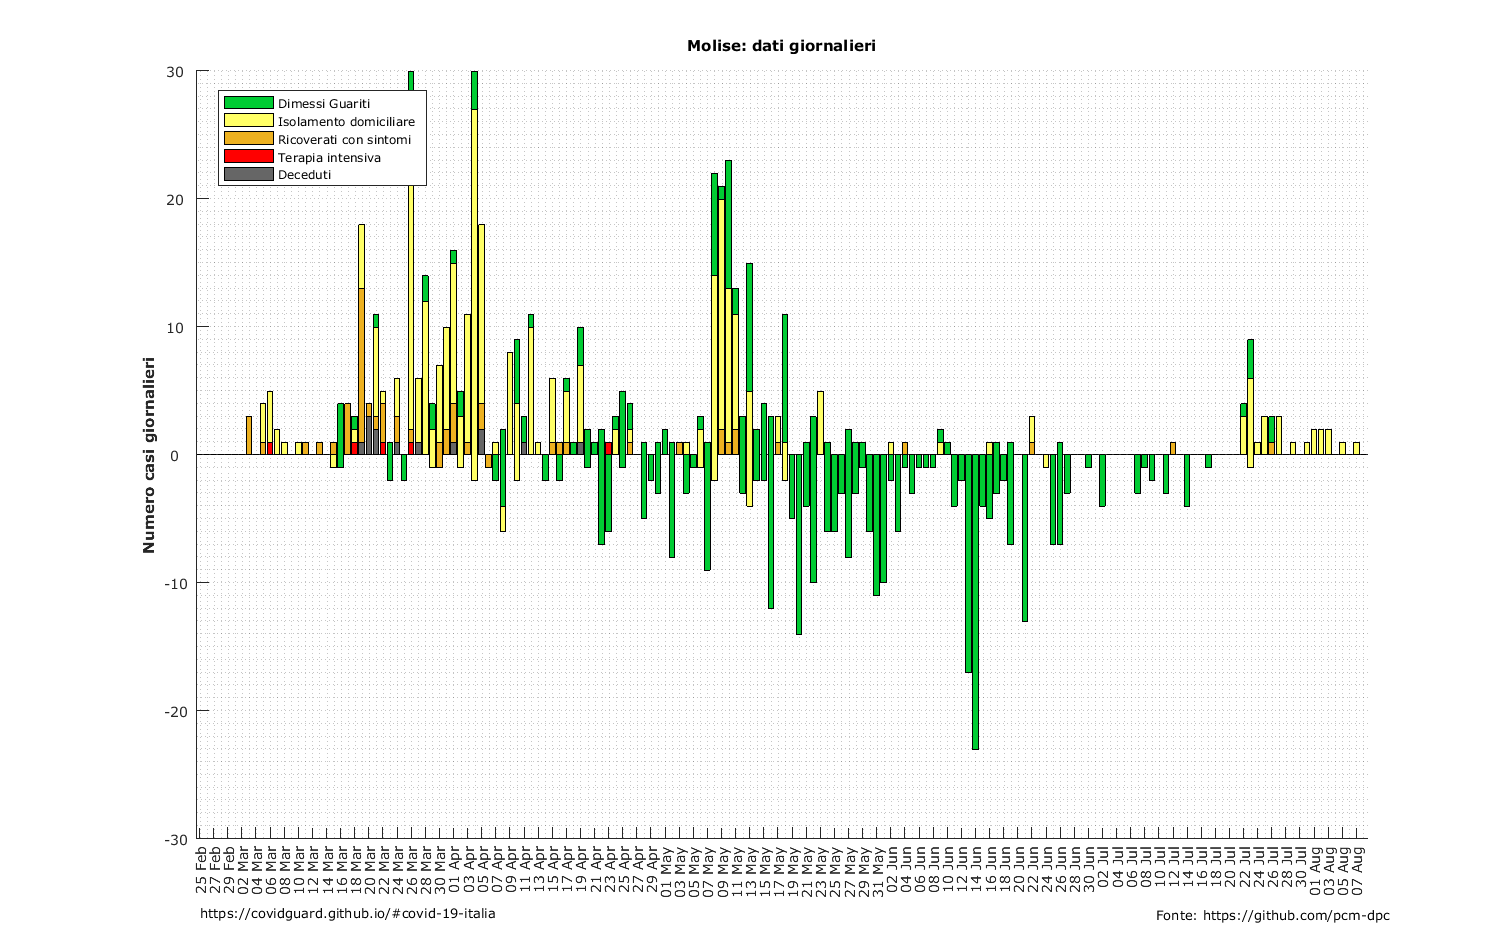 Molise: dati giornalieri
Dimessi Guariti
Isolamento domiciliare
Ricoverati con sintomi
Terapia intensiva
Deceduti
Numero casi giornalieri
30
20
10
0
-10
-20
-30
25 Feb
27 Feb
29 Feb
02 Mar
04 Mar
06 Mar
08 Mar
10 Mar
12 Mar
14 Mar
16 Mar
18 Mar
20 Mar
22 Mar
24 Mar
26 Mar
28 Mar
30 Mar
01 Apr
03 Apr
05 Apr
07 Apr
09 Apr
11 Apr
13 Apr
15 Apr
17 Apr
19 Apr
21 Apr
23 Apr
25 Apr
27 Apr
29 Apr
01 May
03 May
05 May
07 May
09 May
11 May
13 May
15 May
17 May
19 May
21 May
23 May
25 May
27 May
29 May
31 May
02 Jun
04 Jun
06 Jun
08 Jun
10 Jun
12 Jun
14 Jun
16 Jun
18 Jun
20 Jun
22 Jun
24 Jun
26 Jun
28 Jun
30 Jun
02 Jul
04 Jul
06 Jul
08 Jul
10 Jul
12 Jul
14 Jul
16 Jul
18 Jul
20 Jul
22 Jul
24 Jul
26 Jul
28 Jul
30 Jul
01 Aug
03 Aug
05 Aug
07 Aug
https://covidguard.github.io/#covid-19-italia
Fonte: https://github.com/pcm-dpc